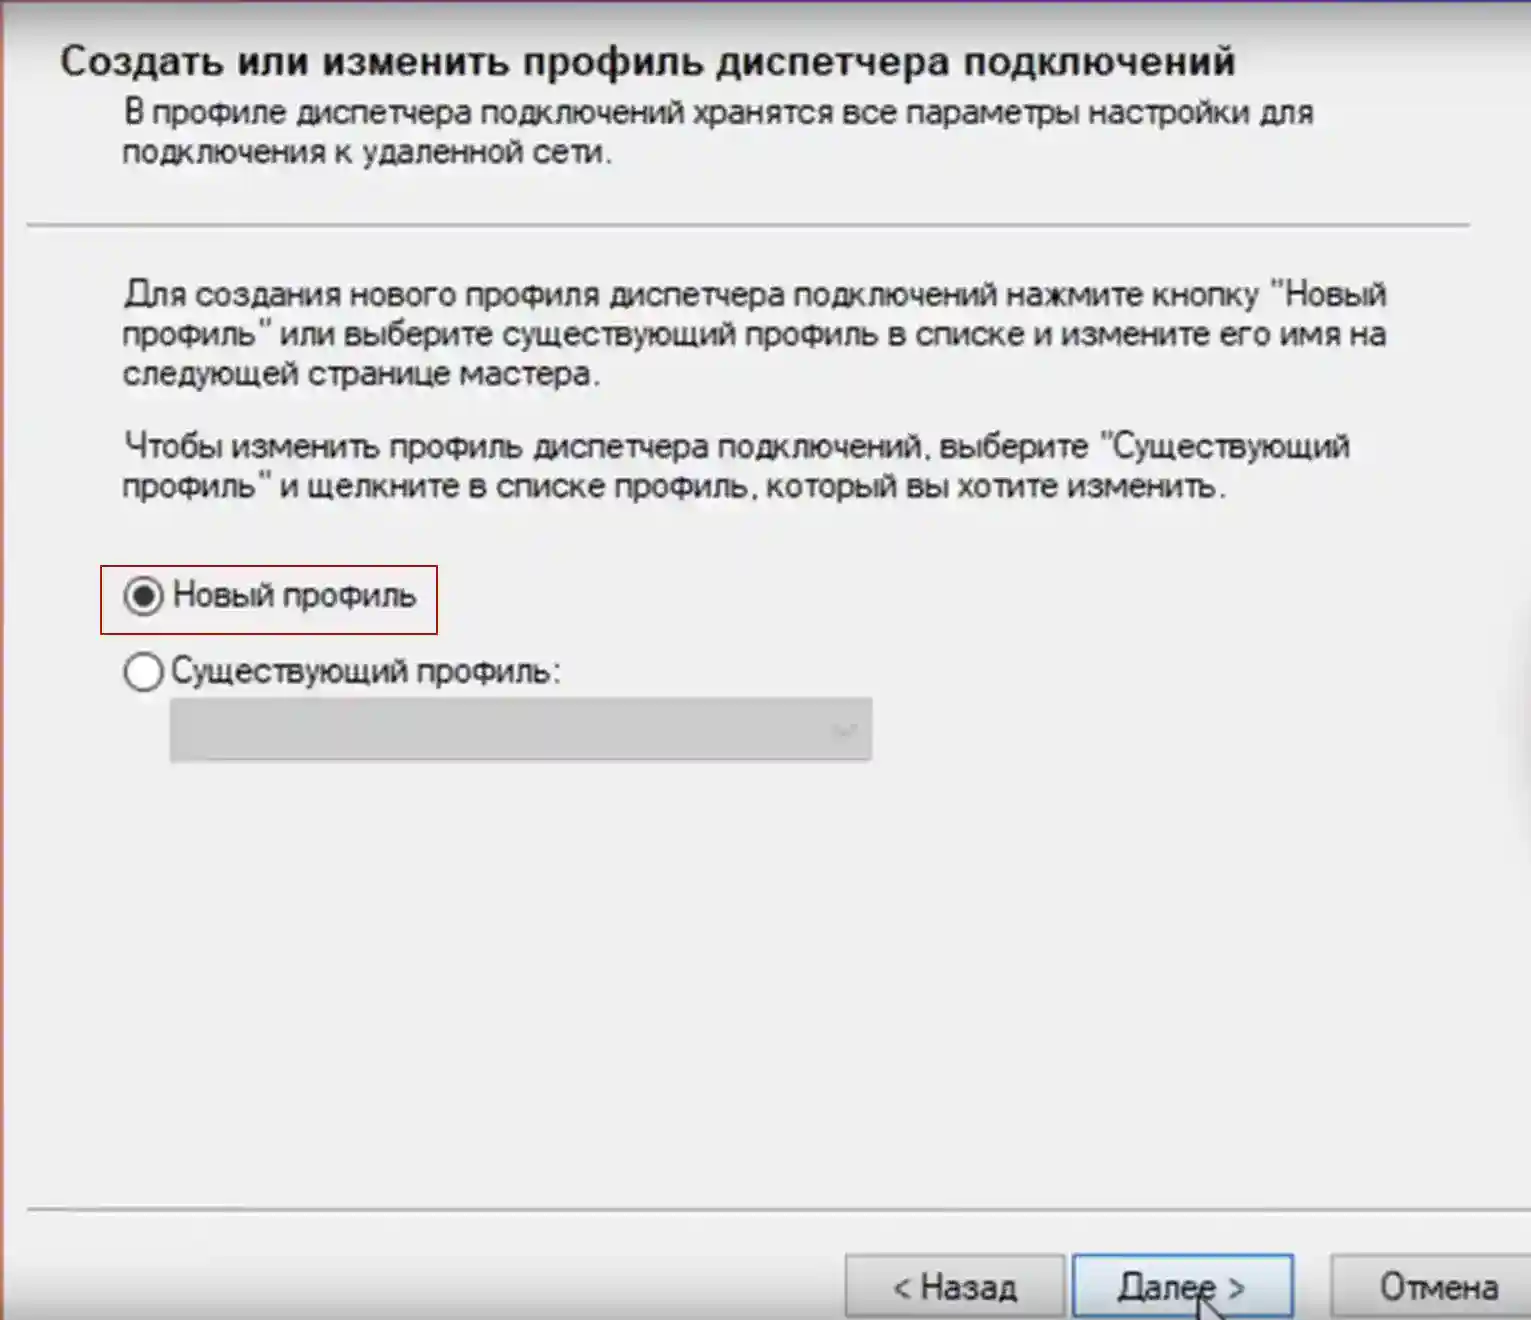 Создать или изменить профиль диспетчера подключений
В профиле диспетчера подключений хранятся все параметры настройки для
подключения к удаленной сети.
Для создания нового профиля диспетчера подключений нажмите кнопку "Новый
профиль" или выберите существующий профиль в списке и измените его имя на
следующей странице мастера.
Чтобы изменить профиль диспетчера подключений, выберите "Существующий
профиль" и щелкните в списке профиль, который вы хотите изменить.
Новый профиль
Существующий профиль:
< Назад
Далее >
Отмена